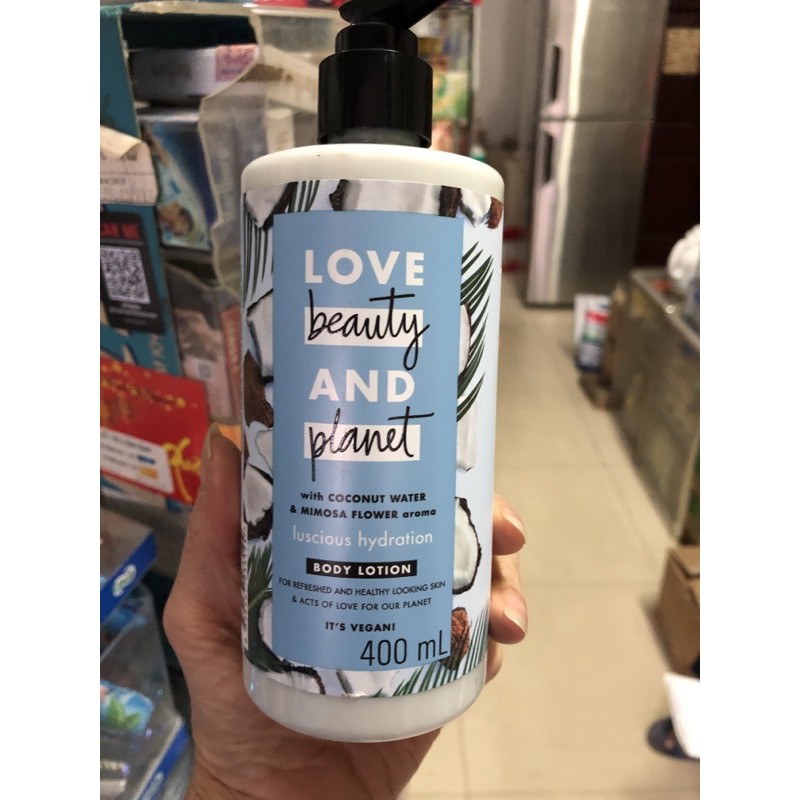 LOVE
beauty
AND
planet
with COCONUT WATER
& MIMOSA FLOWER aroma
luscious hydration
BODY LOTION
FOR REFRESHED AND HEALTHY LOOKING SKIN
& ACTS OF LOVE FOR OUR PLANET
IT'S VEGAN!
400 mL